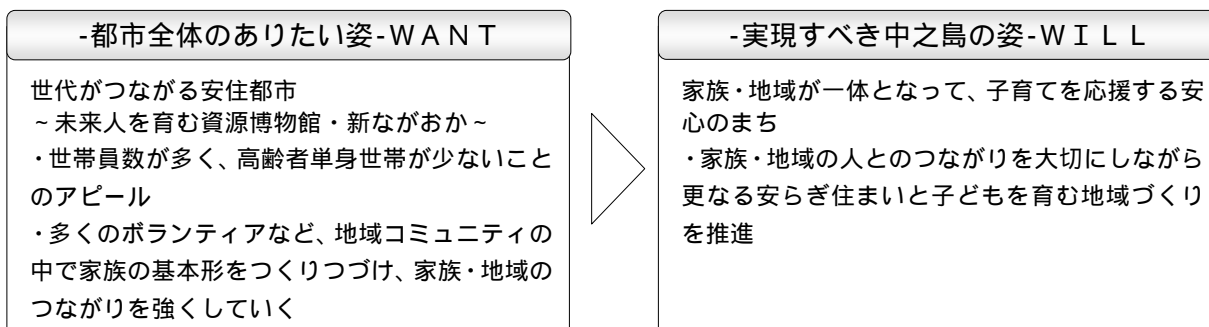 -都市全体のありたい姿-ＷＡＮＴ
世代がつながる安住都市
～未来人を育む資源博物館・新ながおか～
・世帯員数が多く、高齢者単身世帯が少ないこと
のアピール
・多くのボランティアなど、地域コミュニティの
中で家族の基本形をつくりつづけ、家族・地域の
つながりを強くしていく
-実現すべき中之島の姿-ＷＩＬＬ
家族・地域が一体となって、子育てを応援する安
心のまち
・家族・地域の人とのつながりを大切にしながら
更なる安らぎ住まいと子どもを育む地域づくり
を推進